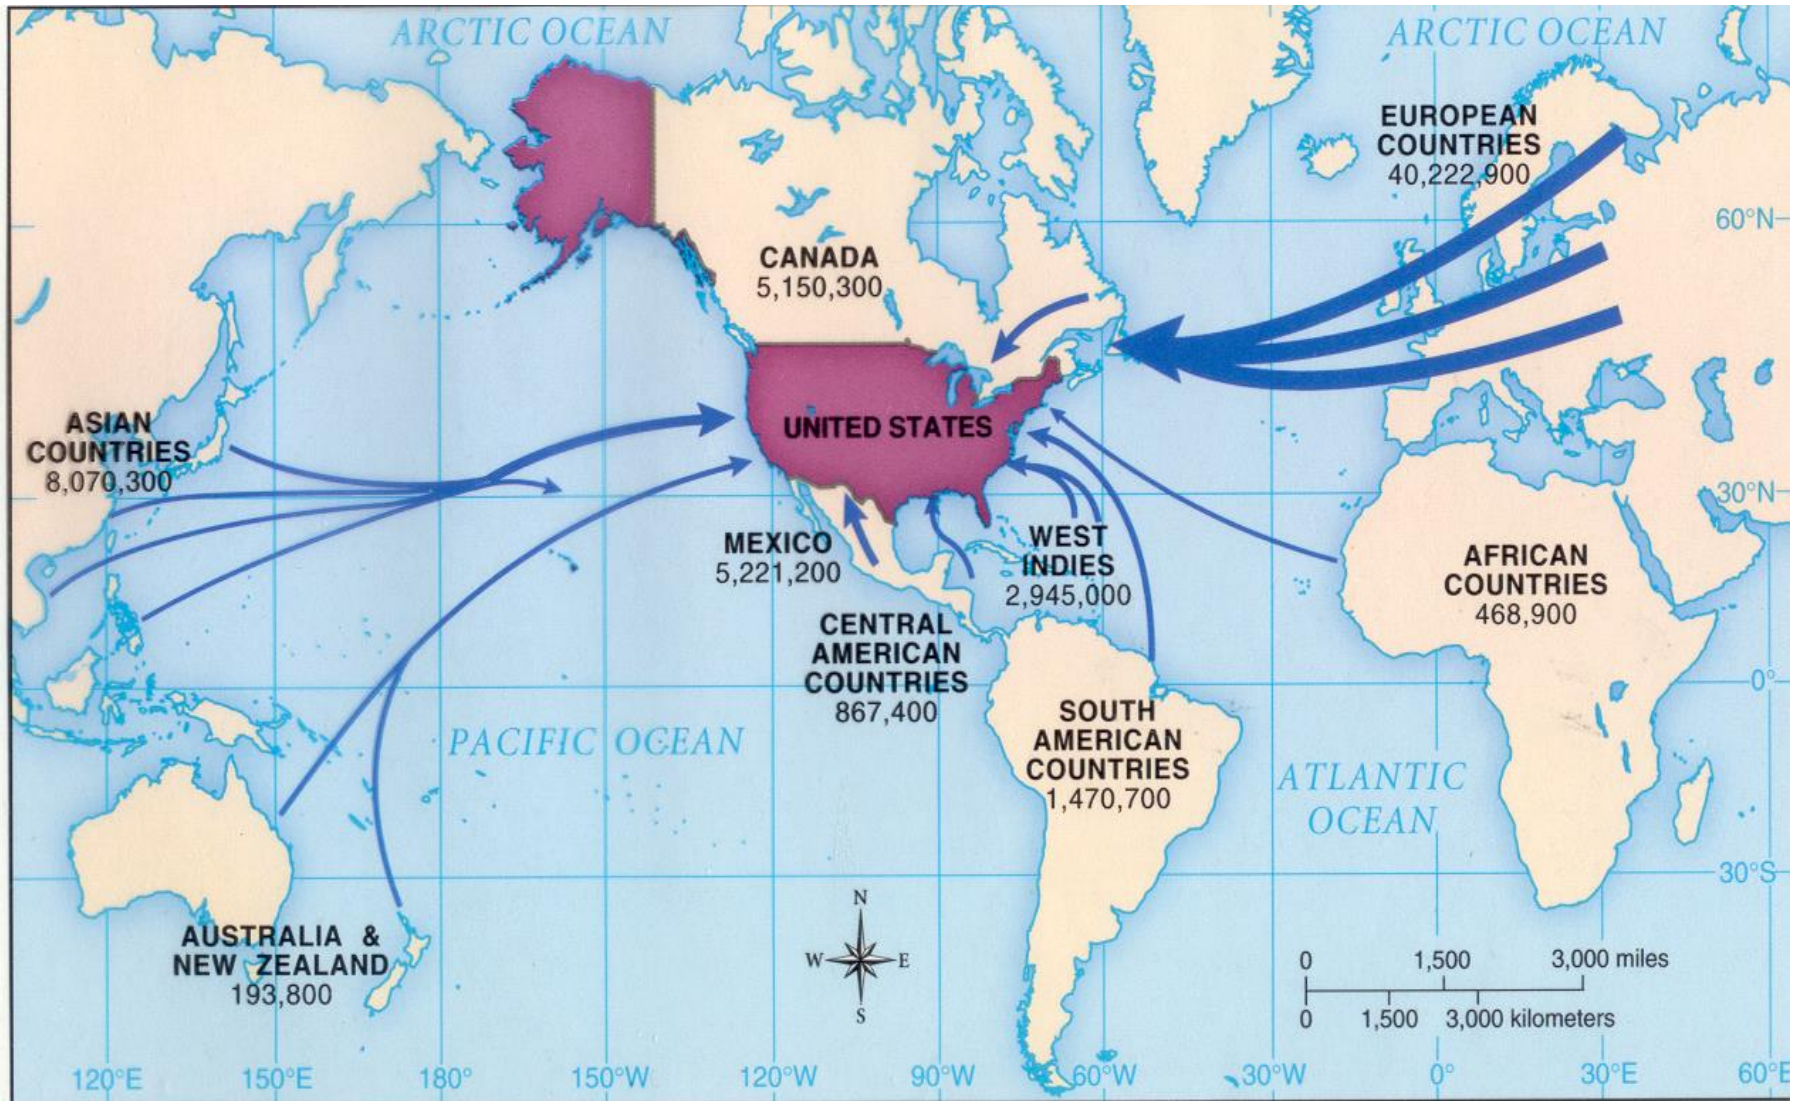 ARCTIC OCEAN
ARCTIC OCEAN
EUROPEAN
COUNTRIES
40,222,900
60°N
CANADA
5,150,300
ASIAN
COUNTRIES
8,070,300
UNITED STATES
30°N
MEXICO
5,221,200
WEST
INDIES
2,945,000
AFRICAN
COUNTRIES
468,900
CENTRAL
AMERICAN
COUNTRIES
867,400
0°
PACIFIC OCEAN
SOUTH
AMERICAN
COUNTRIES
1,470,700
ATLANTIC
OCEAN
30°S
AUSTRALIA &
NEW ZEALAND
193,800
N
W E
S
0 1,500 3,000 miles
0 1,500 3,000 kilometers
120°E 150°E 180° 150°W 120°W 90°W 60°W 30°W 0° 30°E 60°E